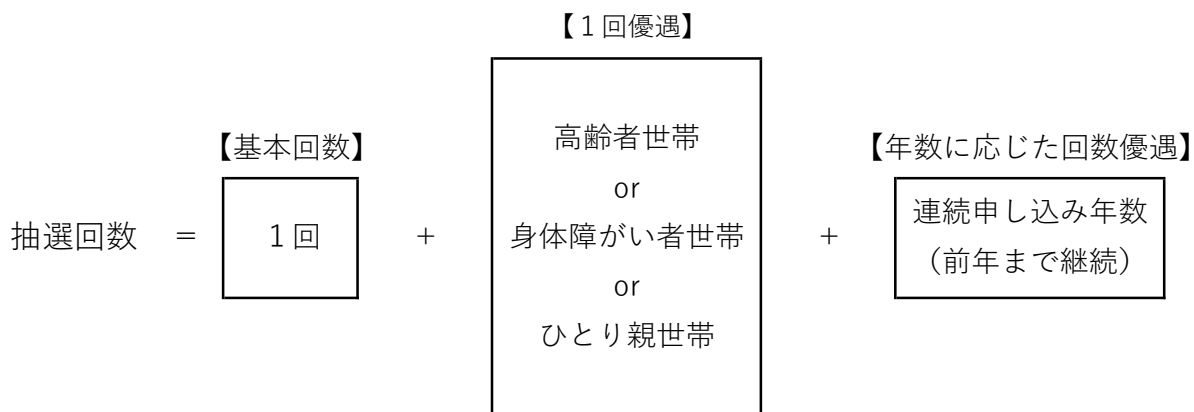 【１回優遇】
高齢者世帯
or
身体障がい者世帯
or
ひとり親世帯
【基本回数】
【年数に応じた回数優遇】
抽選回数 ＝ １回 ＋ ＋
連続申し込み年数
（前年まで継続）